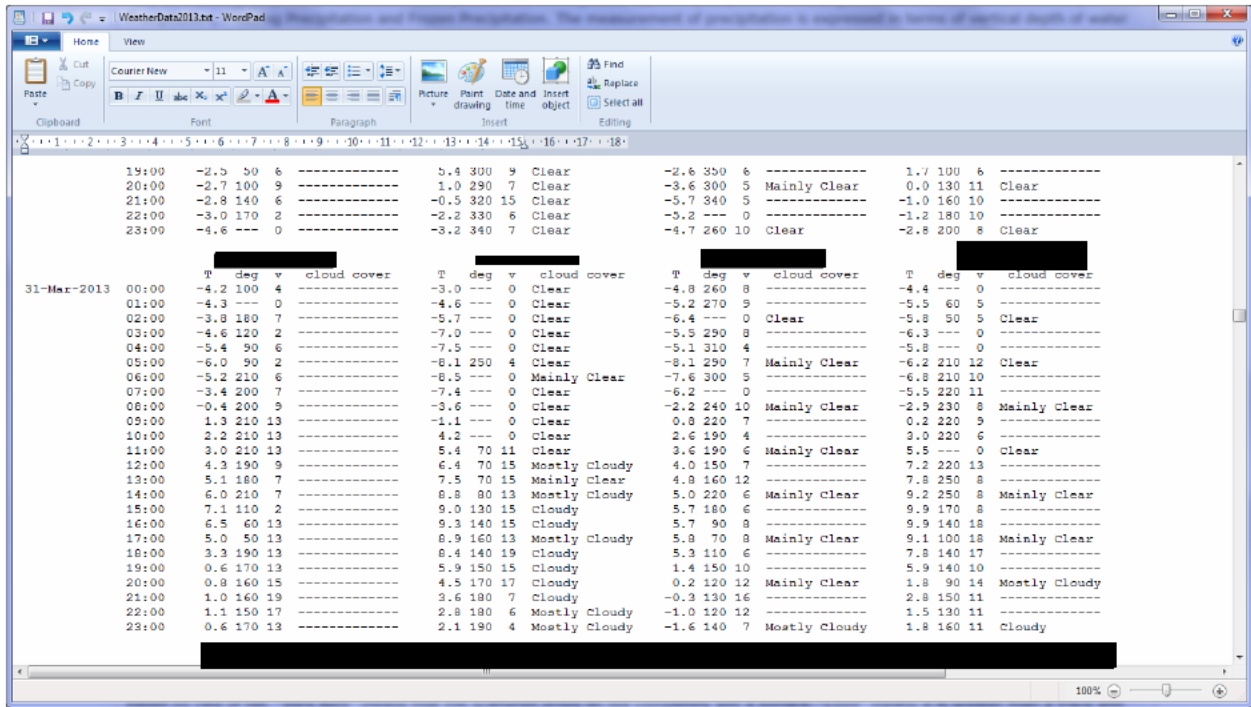 WeatherData2013.txt - WordPad
Home View
Cut
Copy
Paste
Clipboard
Courier New 11 A A
B I U abc X₂ X² A
Font
Paragraph
Picture Paint drawing Date and time Insert object
Insert
Find
Replace
Select all
Editing
1 2 3 4 5 6 7 8 9 10 11 12 13 14 15 16 17 18
19:00 -2.5 50 6 ------------- 5.4 300 9 Clear -2.6 350 6 ------------- 1.7 100 6 -------------
20:00 -2.7 100 9 ------------- 1.0 290 7 Clear -3.6 300 5 Mainly Clear 0.0 130 11 Clear
21:00 -2.8 140 6 ------------- -0.5 320 15 Clear -5.7 340 5 ------------- -1.0 160 10 -------------
22:00 -3.0 170 2 ------------- -2.2 330 6 Clear -5.2 --- 0 ------------- -1.2 180 10 -------------
23:00 -4.6 --- 0 ------------- -3.2 340 7 Clear -4.7 260 10 Clear -2.8 200 8 Clear
T deg v cloud cover T deg v cloud cover T deg v cloud cover T deg v cloud cover
31-Mar-2013 00:00 -4.2 100 4 ------------- -3.0 --- 0 Clear -4.8 260 8 ------------- -4.4 --- 0 -------------
01:00 -4.3 --- 0 ------------- -4.6 --- 0 Clear -5.2 270 9 ------------- -5.5 60 5 -------------
02:00 -3.8 180 7 ------------- -5.7 --- 0 Clear -6.4 --- 0 Clear -5.8 50 5 Clear
03:00 -4.6 120 2 ------------- -7.0 --- 0 Clear -5.5 290 8 ------------- -6.3 --- 0 -------------
04:00 -5.4 90 6 ------------- -7.5 --- 0 Clear -5.1 310 4 ------------- -5.8 --- 0 -------------
05:00 -6.0 90 2 ------------- -8.1 250 4 Clear -8.1 290 7 Mainly Clear -6.2 210 12 Clear
06:00 -5.2 210 6 ------------- -8.5 --- 0 Mainly Clear -7.6 300 5 ------------- -6.8 210 10 -------------
07:00 -3.4 200 7 ------------- -7.4 --- 0 Clear -6.2 --- 0 ------------- -5.5 220 11 -------------
08:00 -0.4 200 9 ------------- -3.6 --- 0 Clear -2.2 240 10 Mainly Clear -2.9 230 8 Mainly Clear
09:00 1.3 210 13 ------------- -1.1 --- 0 Clear 0.8 220 7 ------------- 0.2 220 9 -------------
10:00 2.2 210 13 ------------- 4.2 --- 0 Clear 2.6 190 4 ------------- 3.0 220 6 -------------
11:00 3.0 210 13 ------------- 5.4 70 11 Clear 3.6 190 6 Mainly Clear 5.5 --- 0 Clear
12:00 4.3 190 9 ------------- 6.4 70 15 Mostly Cloudy 4.0 150 7 ------------- 7.2 220 13 -------------
13:00 5.1 180 7 ------------- 7.5 70 15 Mainly Clear 4.8 160 12 ------------- 7.8 250 8 -------------
14:00 6.0 210 7 ------------- 8.8 80 13 Mostly Cloudy 5.0 220 6 Mainly Clear 9.2 250 8 Mainly Clear
15:00 7.1 110 2 ------------- 9.0 130 15 Cloudy 5.7 180 6 ------------- 9.9 170 8 -------------
16:00 6.5 60 13 ------------- 9.3 140 15 Cloudy 5.7 90 8 ------------- 9.9 140 18 -------------
17:00 5.0 50 13 ------------- 8.9 160 13 Mostly Cloudy 5.8 70 8 Mainly Clear 9.1 100 18 Mainly Clear
18:00 3.3 190 13 ------------- 8.4 140 19 Cloudy 5.3 110 6 ------------- 7.8 140 17 -------------
19:00 0.6 170 13 ------------- 5.9 150 15 Cloudy 1.4 150 10 ------------- 5.9 140 10 -------------
20:00 0.8 160 15 ------------- 4.5 170 17 Cloudy 0.2 120 12 Mainly Clear 1.8 90 14 Mostly Cloudy
21:00 1.0 160 19 ------------- 3.6 180 7 Cloudy -0.3 130 16 ------------- 2.8 150 11 -------------
22:00 1.1 150 17 ------------- 2.8 180 6 Mostly Cloudy -1.0 120 12 ------------- 1.5 130 11 -------------
23:00 0.6 170 13 ------------- 2.1 190 4 Mostly Cloudy -1.6 140 7 Mostly Cloudy 1.8 160 11 Cloudy
100%